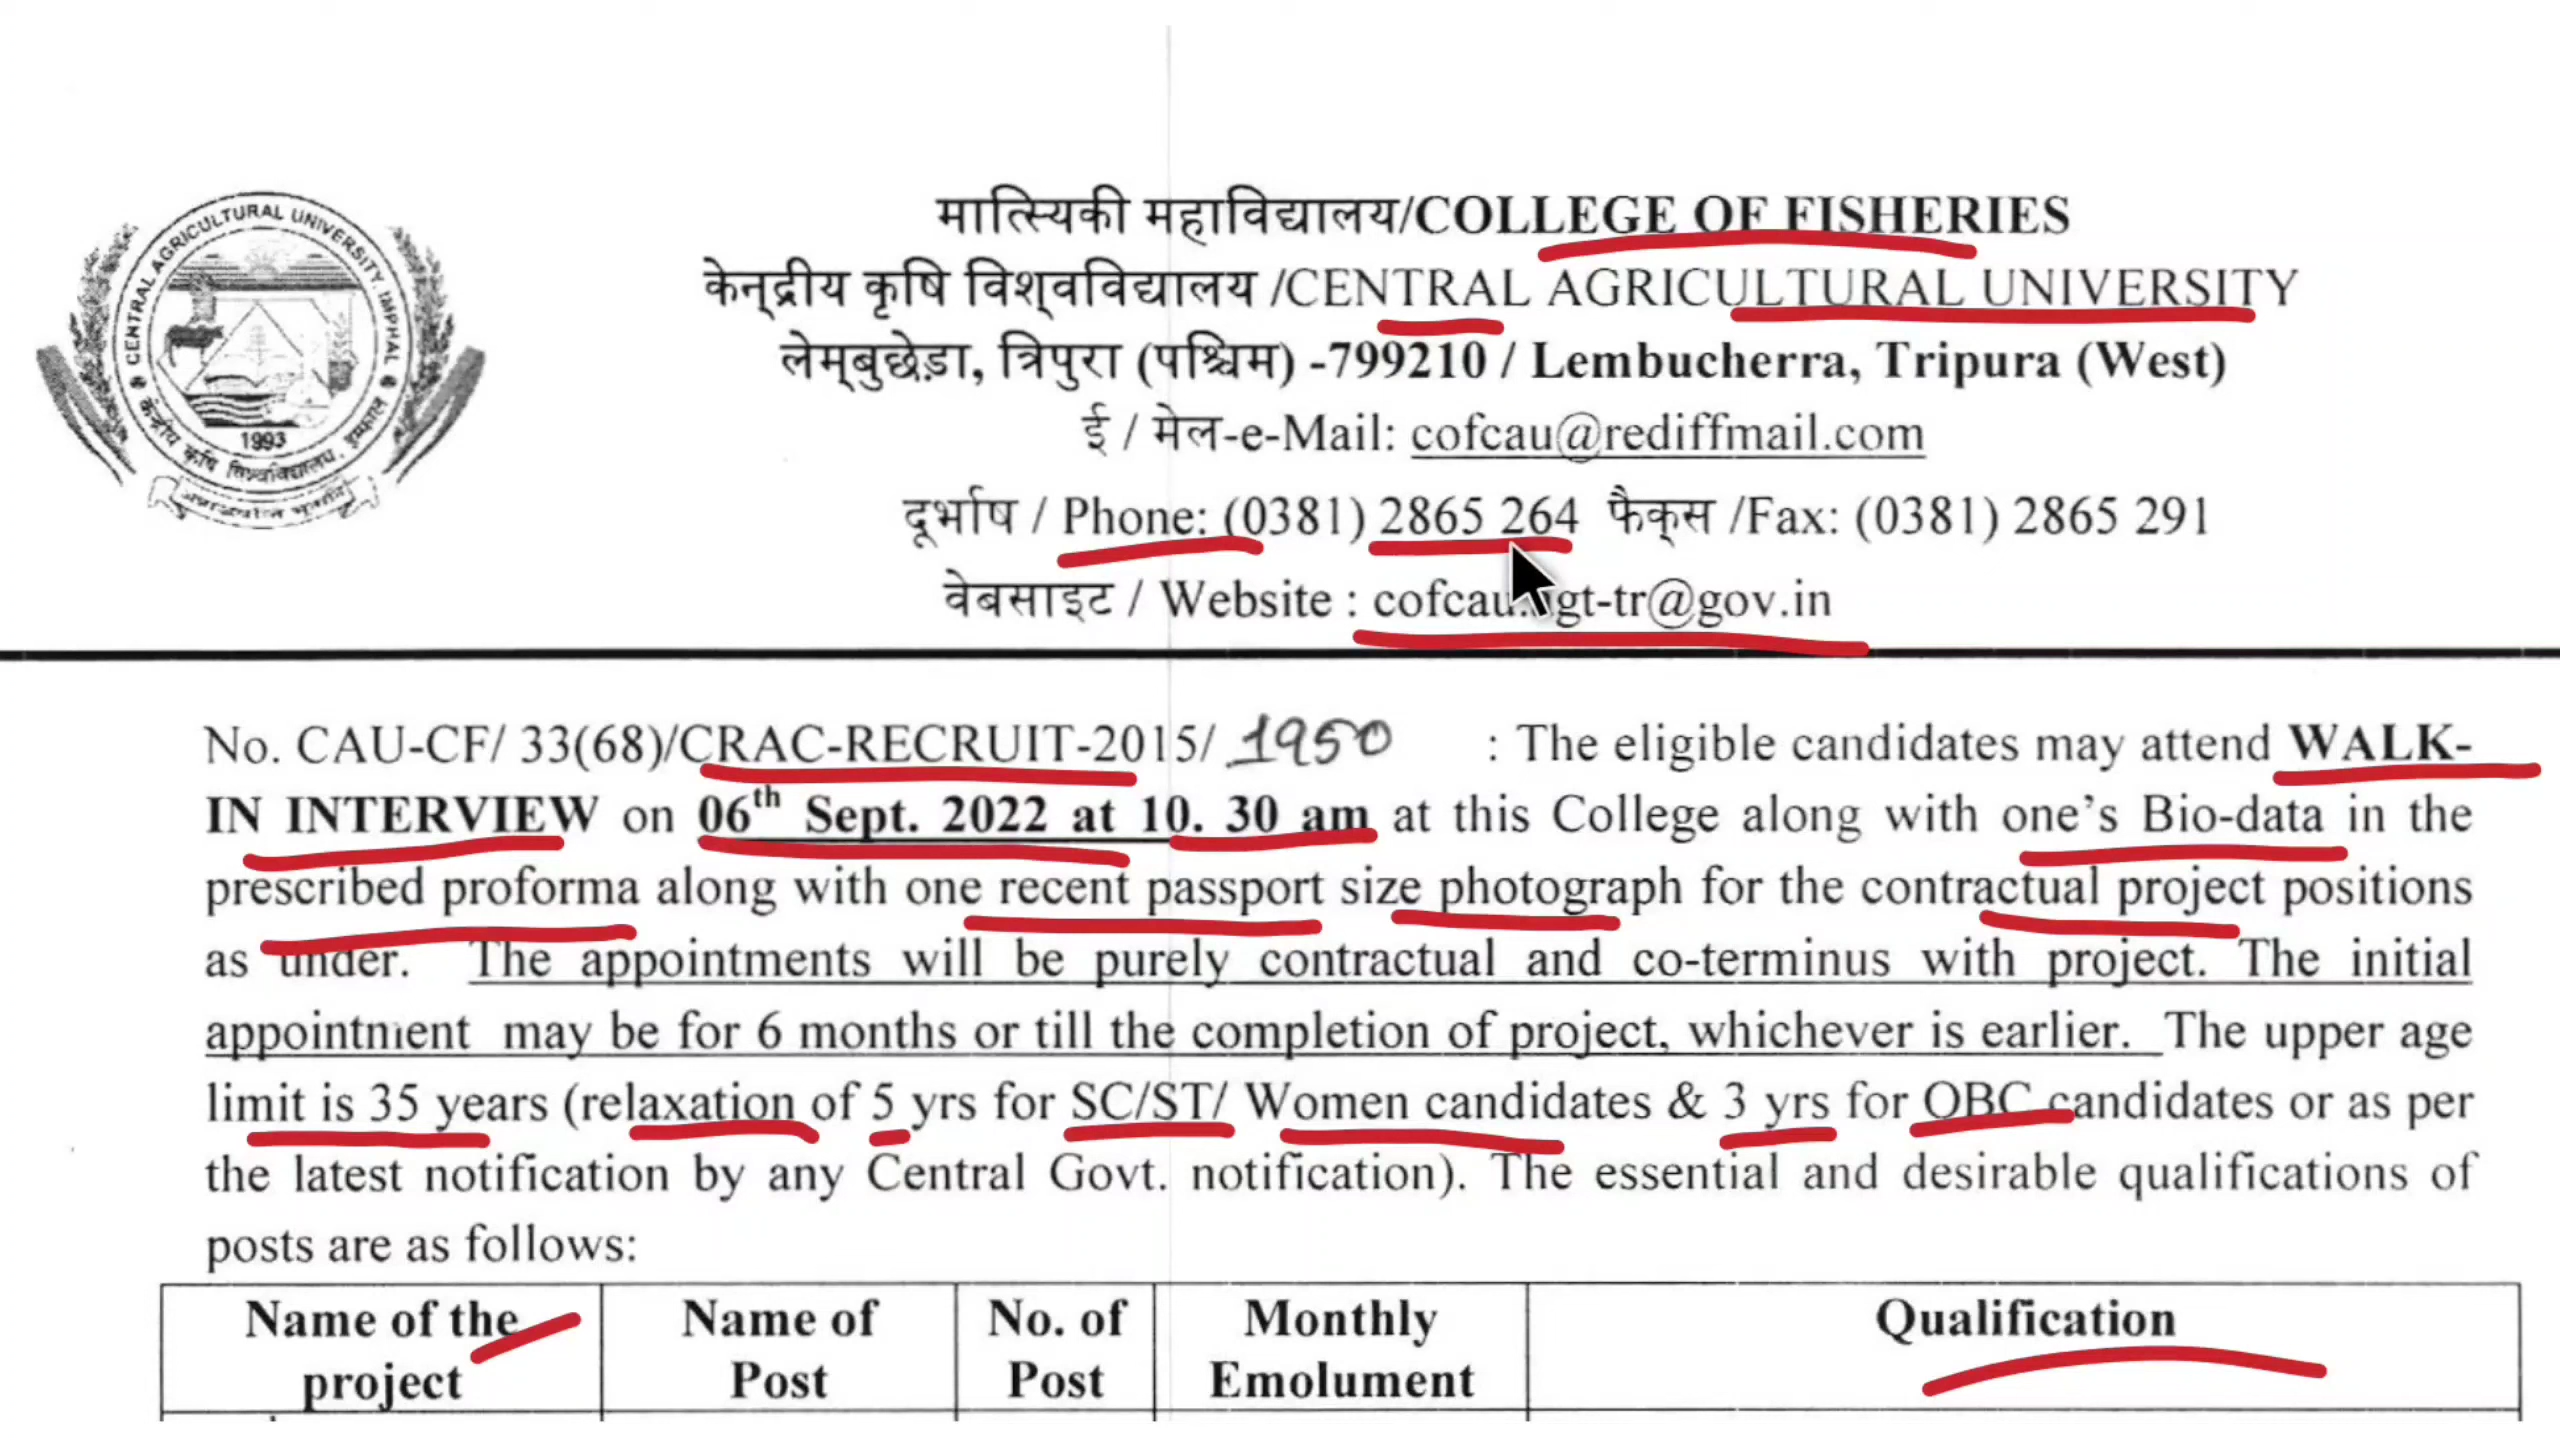 CENTRAL AGRICULTURAL UNIVERSITY, IMPHAL
1993
केन्द्रीय कृषि विश्वविद्यालय, इम्फाल
मात्स्यिकी महाविद्यालय/COLLEGE OF FISHERIES
केन्द्रीय कृषि विश्वविद्यालय /CENTRAL AGRICULTURAL UNIVERSITY
लेम्बुछेड़ा, त्रिपुरा (पश्चिम) -799210 / Lembucherra, Tripura (West)
ई / मेल-e-Mail: cofcau@rediffmail.com
दूर्भाष / Phone: (0381) 2865 264 फैक्स /Fax: (0381) 2865 291
वेबसाइट / Website :
No. CAU-CF/ 33(68)/CRAC-RECRUIT-2015/ 1950 : The eligible candidates may attend WALK-
IN INTERVIEW on 06th Sept. 2022 at 10. 30 am at this College along with one's Bio-data in the
prescribed proforma along with one recent passport size photograph for the contractual project positions
as under. The appointments will be purely contractual and co-terminus with project. The initial
appointment may be for 6 months or till the completion of project, whichever is earlier. The upper age
limit is 35 years (relaxation of 5 yrs for SC/ST/ Women candidates & 3 yrs for OBC candidates or as per
the latest notification by any Central Govt. notification). The essential and desirable qualifications of
posts are as follows:
Name of the project
Name of Post
No. of Post
Monthly Emolument
Qualification